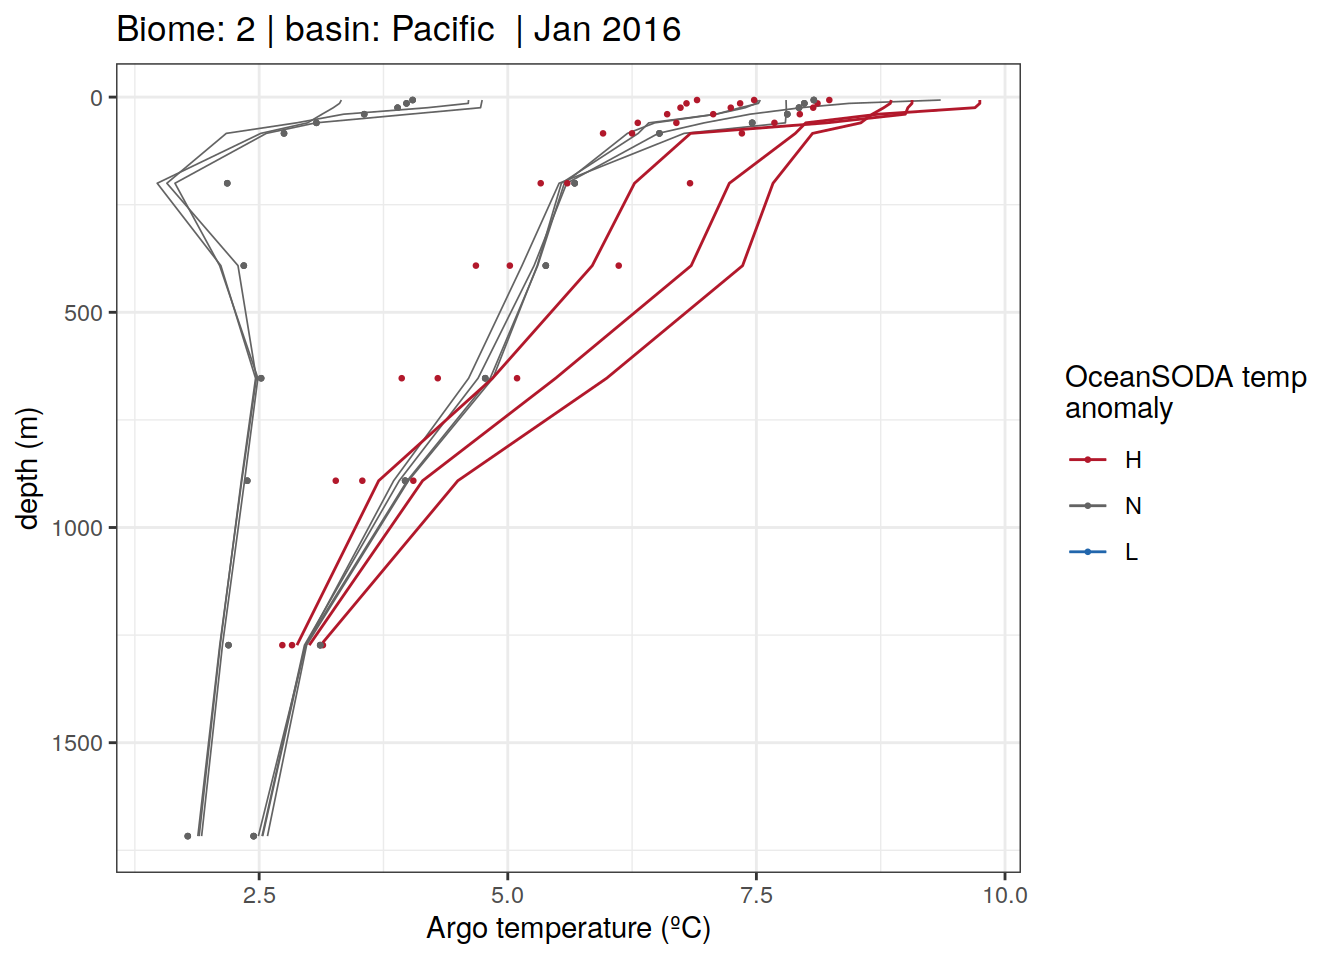 Biome: 2 | basin: Pacific  | Jan 2016
0
500
1000
1500
depth (m)
2.5
5.0
7.5
10.0
Argo temperature (ºC)
OceanSODA temp
anomaly
H
N
L